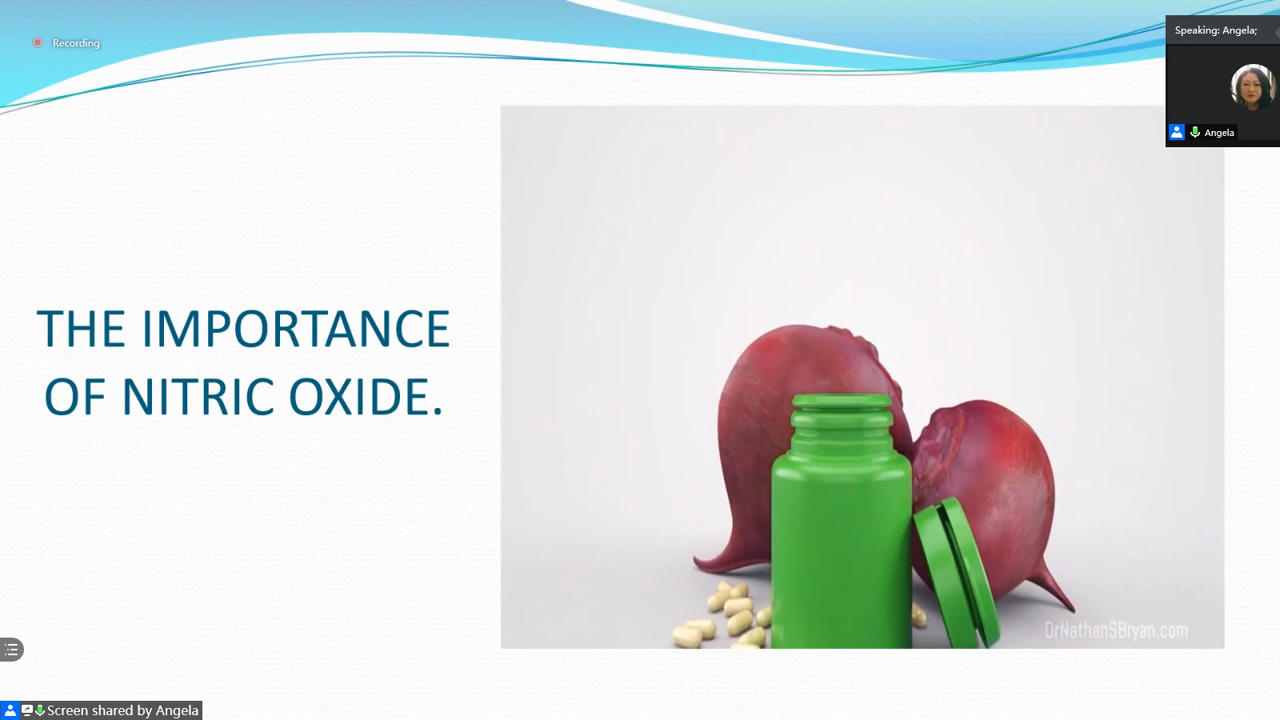 Recording
Speaking: Angela;
Angela
THE IMPORTANCE
OF NITRIC OXIDE.
DrNathanSBryan.com
Screen shared by Angela